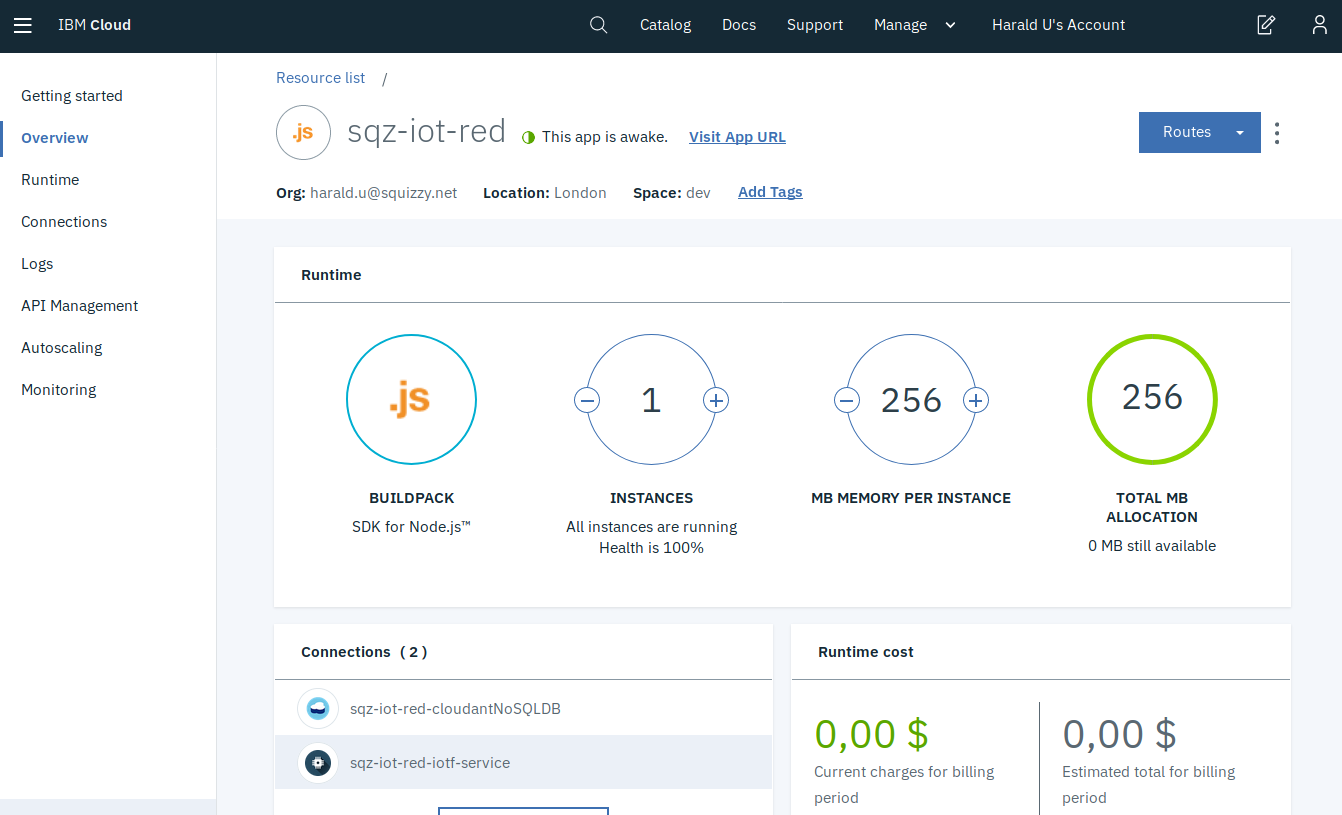 IBM Cloud
Catalog
Docs
Support
Manage
Harald U's Account
Getting started
Overview
Runtime
Connections
Logs
API Management
Autoscaling
Monitoring
Resource list /
.js
sqz-iot-red
This app is awake.
Visit App URL
Routes
Org: harald.u@squizzy.net
Location: London
Space: dev
Add Tags
Runtime
.js
BUILDPACK
SDK for Node.js™
1
INSTANCES
All instances are running
Health is 100%
256
MB MEMORY PER INSTANCE
256
TOTAL MB
ALLOCATION
0 MB still available
Connections ( 2 )
sqz-iot-red-cloudantNoSQLDB
sqz-iot-red-iotf-service
Runtime cost
0,00 $
Current charges for billing
period
0,00 $
Estimated total for billing
period